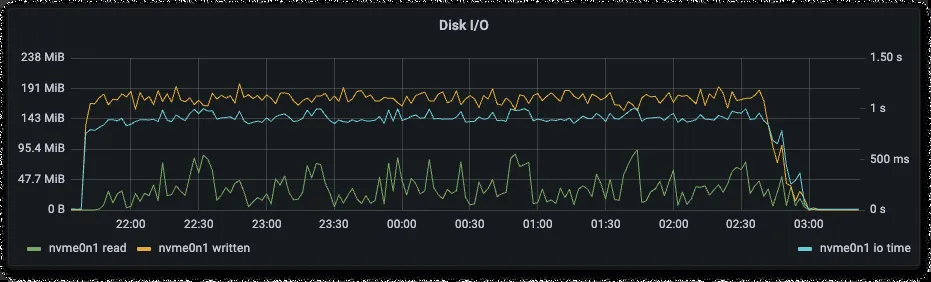 Disk I/O
238 MiB
1.50 s
191 MiB
143 MiB
1 s
95.4 MiB
500 ms
47.7 MiB
0 B
0 s
22:00 22:30 23:00 23:30 00:00 00:30 01:00 01:30 02:00 02:30 03:00
nvme0n1 read nvme0n1 written nvme0n1 io time